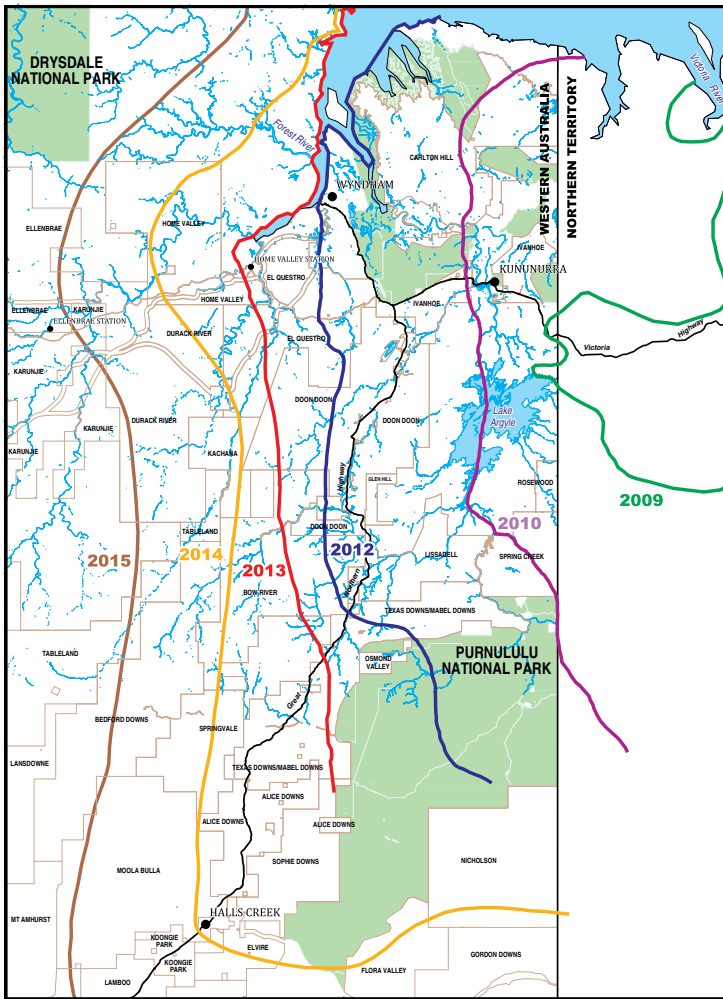 DRYSDALE
NATIONAL PARK
Victoria River
Forest River
WESTERN AUSTRALIA
NORTHERN TERRITORY
CARLTON HILL
WYNDHAM
ELLENBRAE
HOME VALLEY
IVANHOE
HOME VALLEY STATION
EL QUESTRO
KUNUNURRA
HOME VALLEY
IVANHOE
ELLENBRAE
KARUNJIE
ELLENBRAE STATION
DURACK RIVER
EL QUESTRO
Victoria
Highway
KARUNJIE
DOON DOON
Lake
Argyle
KARUNJIE
DURACK RIVER
DOON DOON
KARUNJIE
KACHANA
Highway
GLEN HILL
ROSEWOOD
2009
TABLELAND
DOON DOON
2010
2015
2014
2013
2012
LISSADELL
SPRING CREEK
BOW RIVER
Northern
TEXAS DOWNS/MABEL DOWNS
TABLELAND
OSMOND
VALLEY
PURNULULU
NATIONAL PARK
Great
BEDFORD DOWNS
SPRINGVALE
LANSDOWNE
TEXAS DOWNS/MABEL DOWNS
ALICE DOWNS
ALICE DOWNS
ALICE DOWNS
MOOLA BULLA
SOPHIE DOWNS
NICHOLSON
MT AMHURST
HALLS CREEK
KOONGIE
PARK
ELVIRE
KOONGIE
PARK
FLORA VALLEY
GORDON DOWNS
LAMBOO